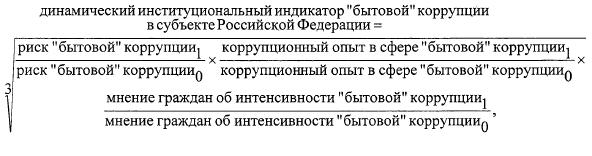 динамический институциональный индикатор "бытовой" коррупции
в субъекте Российской Федерации =
3
риск "бытовой" коррупции1 × коррупционный опыт в сфере "бытовой" коррупции1 ×
риск "бытовой" коррупции0 коррупционный опыт в сфере "бытовой" коррупции0
мнение граждан об интенсивности "бытовой" коррупции1
мнение граждан об интенсивности "бытовой" коррупции0,